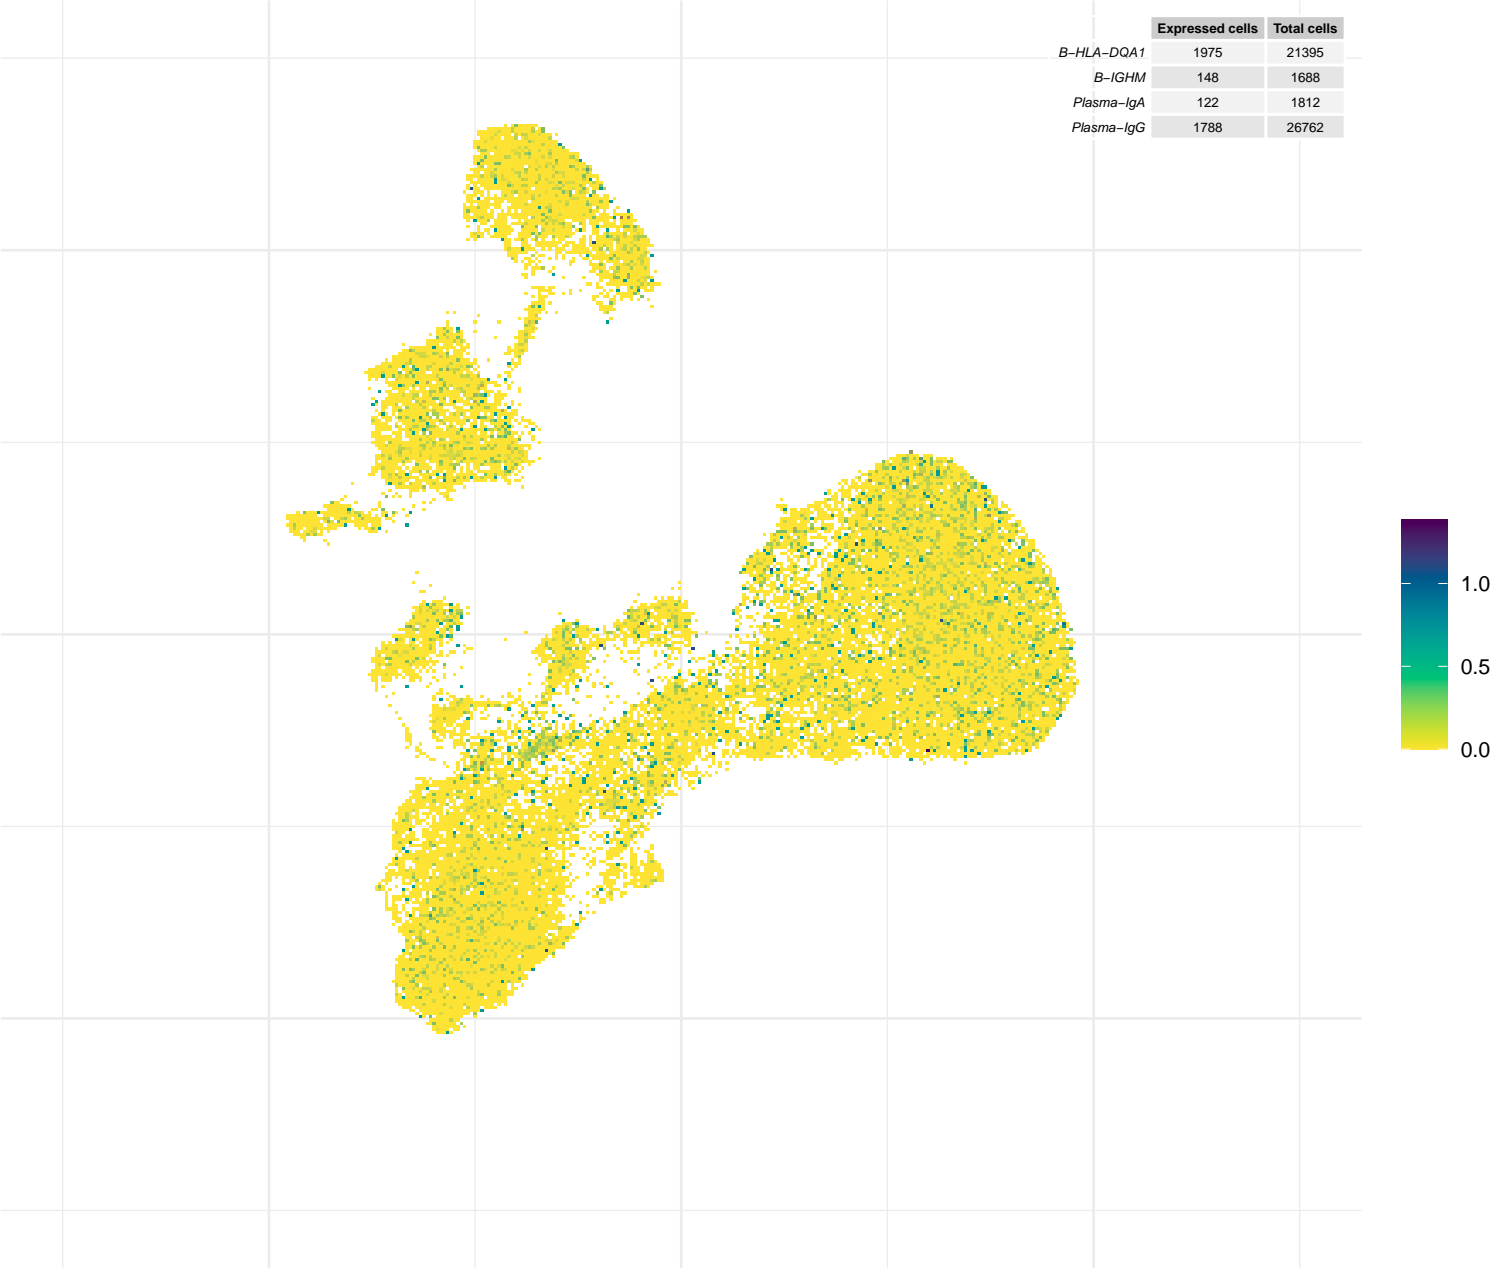 Expressed cells Total cells
B−HLA−DQA1 1975 21395
B−IGHM 148 1688
Plasma−IgA 122 1812
Plasma−IgG 1788 26762
1.0
0.5
0.0